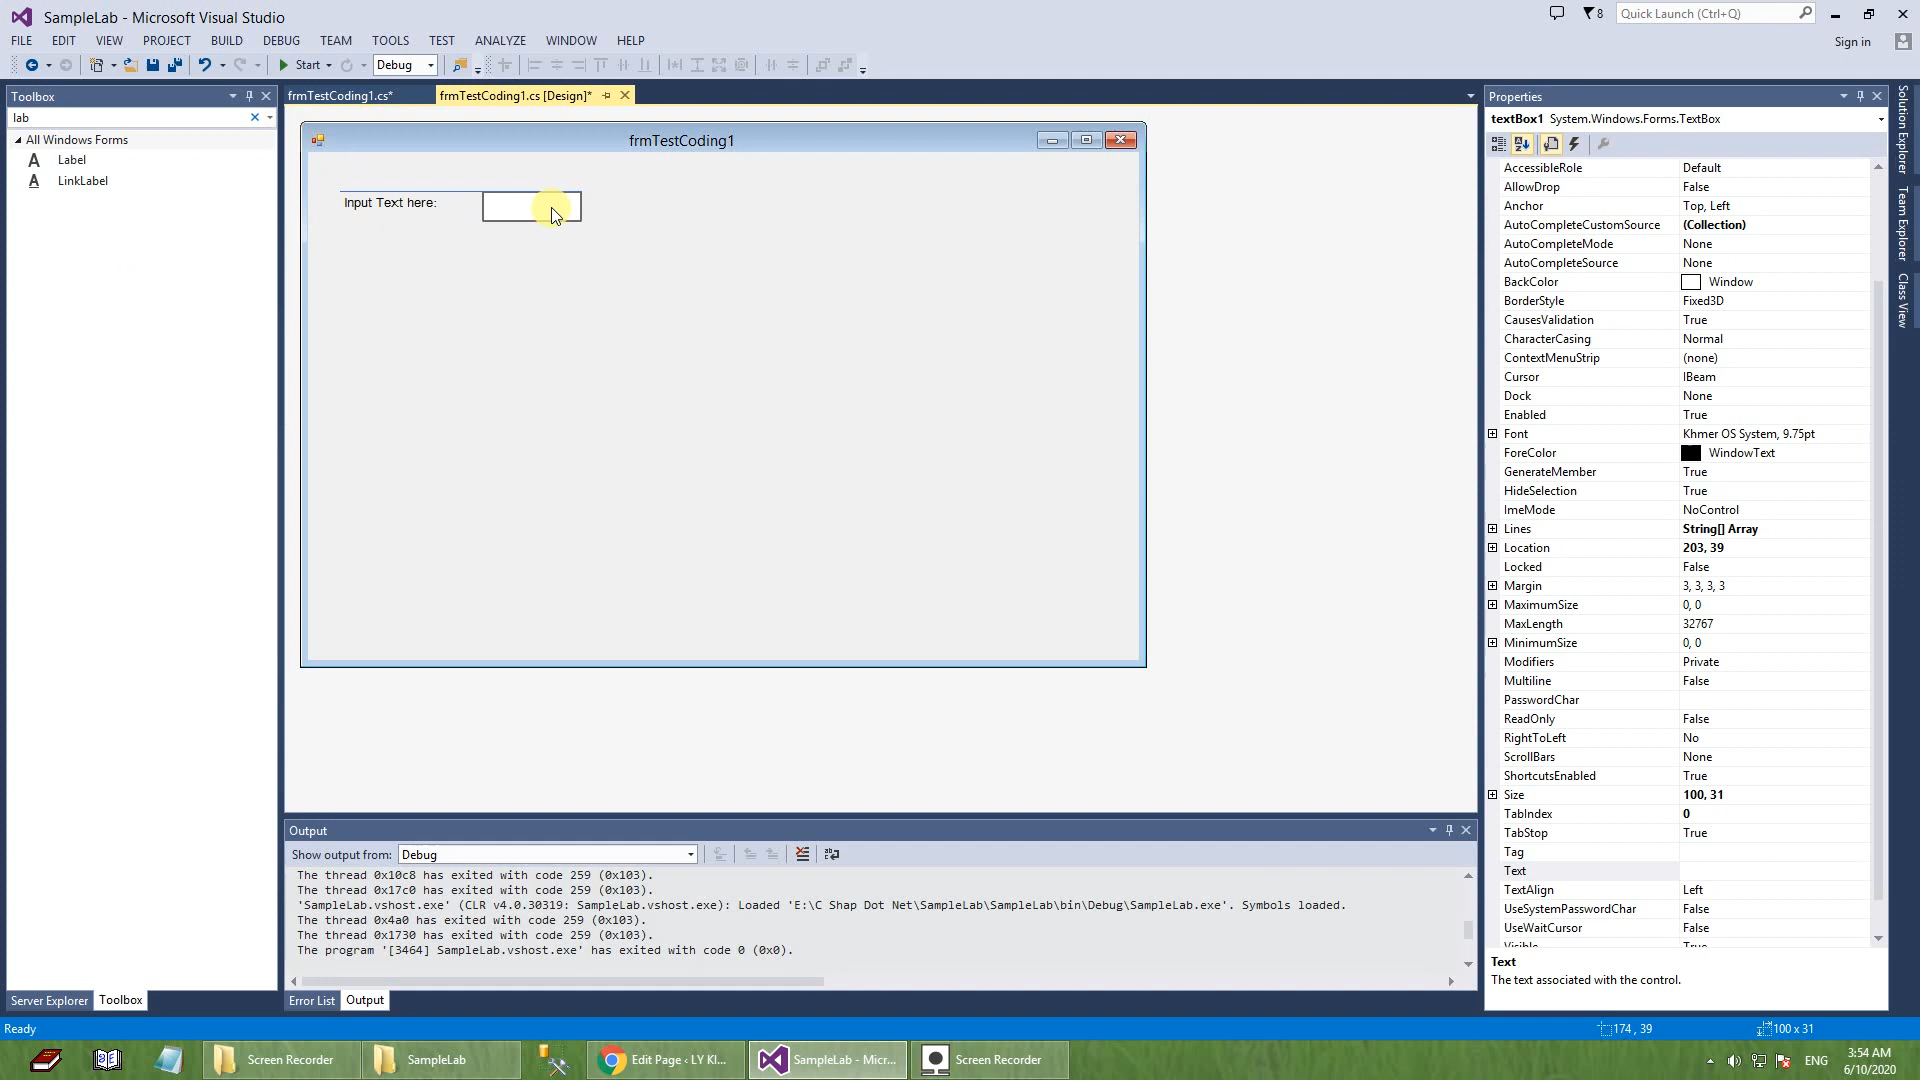 SampleLab - Microsoft Visual Studio
8
Quick Launch (Ctrl+Q)
FILE EDIT VIEW PROJECT BUILD DEBUG TEAM TOOLS TEST ANALYZE WINDOW HELP
Sign in
Start
Debug
Toolbox
lab
All Windows Forms
A Label
A LinkLabel
Server Explorer Toolbox
frmTestCoding1.cs*
frmTestCoding1.cs [Design]*
frmTestCoding1
Input Text here:
Output
Show output from: Debug
The thread 0x10c8 has exited with code 259 (0x103).
The thread 0x17c0 has exited with code 259 (0x103).
'SampleLab.vshost.exe' (CLR v4.0.30319: SampleLab.vshost.exe): Loaded 'E:\C Shap Dot Net\SampleLab\SampleLab\bin\Debug\SampleLab.exe'. Symbols loaded.
The thread 0x4a0 has exited with code 259 (0x103).
The thread 0x1730 has exited with code 259 (0x103).
The program '[3464] SampleLab.vshost.exe' has exited with code 0 (0x0).
Error List Output
Properties
textBox1 System.Windows.Forms.TextBox
AccessibleRole Default
AllowDrop False
Anchor Top, Left
AutoCompleteCustomSource (Collection)
AutoCompleteMode None
AutoCompleteSource None
BackColor Window
BorderStyle Fixed3D
CausesValidation True
CharacterCasing Normal
ContextMenuStrip (none)
Cursor IBeam
Dock None
Enabled True
Font Khmer OS System, 9.75pt
ForeColor WindowText
GenerateMember True
HideSelection True
ImeMode NoControl
Lines String[] Array
Location 203, 39
Locked False
Margin 3, 3, 3, 3
MaximumSize 0, 0
MaxLength 32767
MinimumSize 0, 0
Modifiers Private
Multiline False
PasswordChar
ReadOnly False
RightToLeft No
ScrollBars None
ShortcutsEnabled True
Size 100, 31
TabIndex 0
TabStop True
Tag
Text
TextAlign Left
UseSystemPasswordChar False
UseWaitCursor False
Visible True
Text
The text associated with the control.
Solution Explorer
Team Explorer
Class View
Ready
174 , 39
100 x 31
Screen Recorder
SampleLab
Edit Page ‹ LY Kl...
SampleLab - Micr...
Screen Recorder
ENG
3:54 AM
6/10/2020